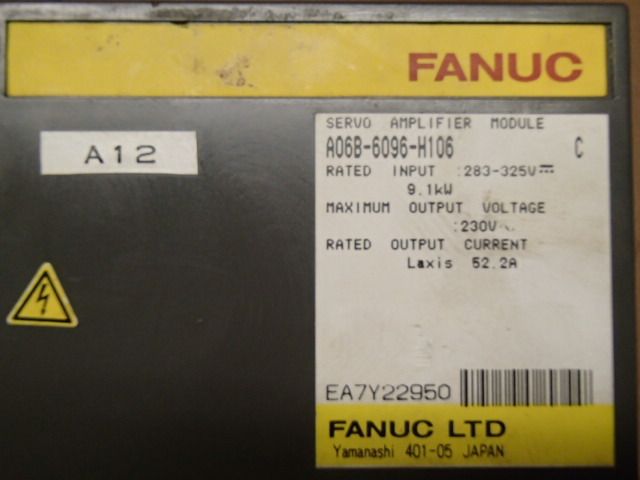 FANUC
A12
SERVO AMPLIFIER MODULE
A06B-6096-H106 C
RATED INPUT :283-325V⎓
9.1kW
MAXIMUM OUTPUT VOLTAGE
:230V~
RATED OUTPUT CURRENT
Laxis 52.2A
EA7Y22950
FANUC LTD
Yamanashi 401-05 JAPAN